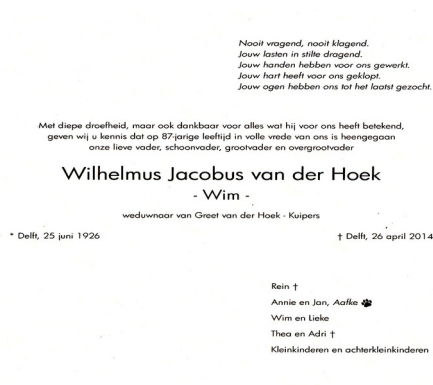 Nooit vragend, nooit klagend.
Jouw lasten in stilte dragend.
Jouw handen hebben voor ons gewerkt.
Jouw hart heeft voor ons geklopt.
Jouw ogen hebben ons tot het laatst gezocht.
Met diepe droefheid, maar ook dankbaar voor alles wat hij voor ons heeft betekend,
geven wij u kennis dat op 87-jarige leeftijd in volle vrede van ons is heengegaan
onze lieve vader, schoonvader, grootvader en overgrootvader
Wilhelmus Jacobus van der Hoek
- Wim -
weduwnaar van Greet van der Hoek - Kuipers
* Delft, 25 juni 1926 † Delft, 26 april 2014
Rein †
Annie en Jan, Aafke
Wim en Lieke
Thea en Adri †
Kleinkinderen en achterkleinkinderen